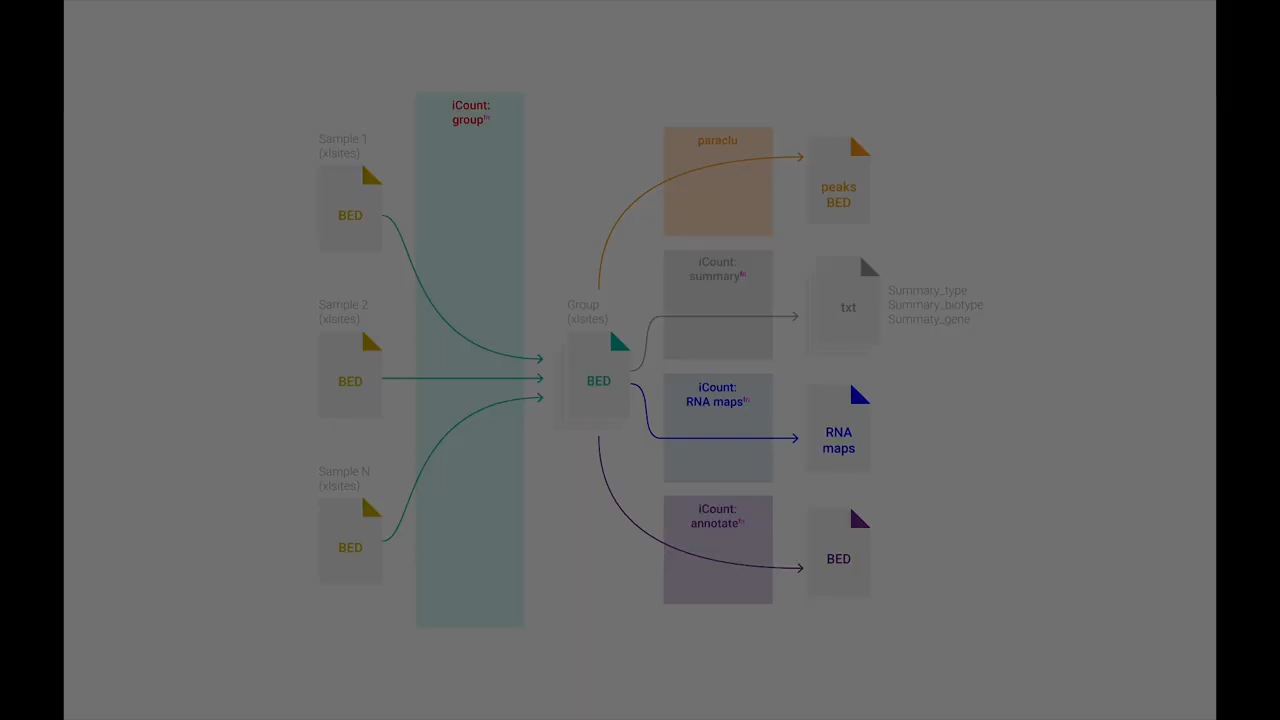 iCount:
group
Sample 1
(xlsites)
BED
Sample 2
(xlsites)
BED
Sample N
(xlsites)
BED
Group
(xlsites)
BED
paraclu
peaks
BED
iCount:
summary
txt
Summary_type
Summary_biotype
Summaty_gene
iCount:
RNA maps
RNA
maps
iCount:
annotate
BED